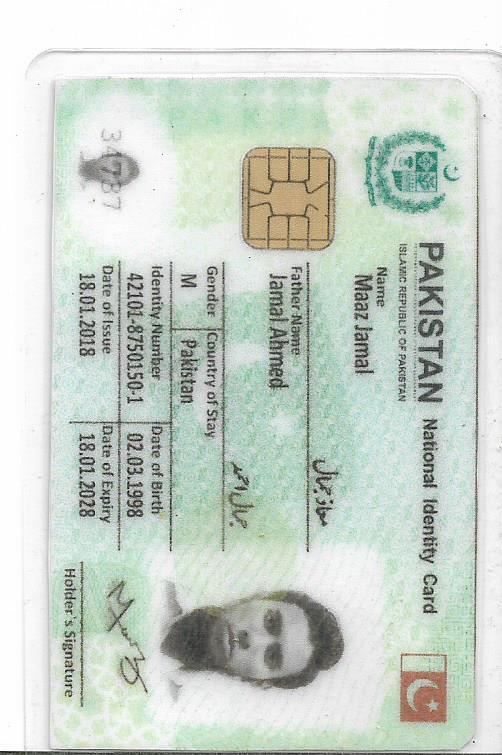 PAKISTAN National Identity Card
ISLAMIC REPUBLIC OF PAKISTAN
Name
Maaz Jamal
معاذ جمال
Father Name
Jamal Ahmed
جمال احمد
Gender Country of Stay
M Pakistan
Identity Number Date of Birth
42101-8750150-1 02.03.1998
Date of Issue Date of Expiry
18.01.2018 18.01.2028
34787
Holder's Signature